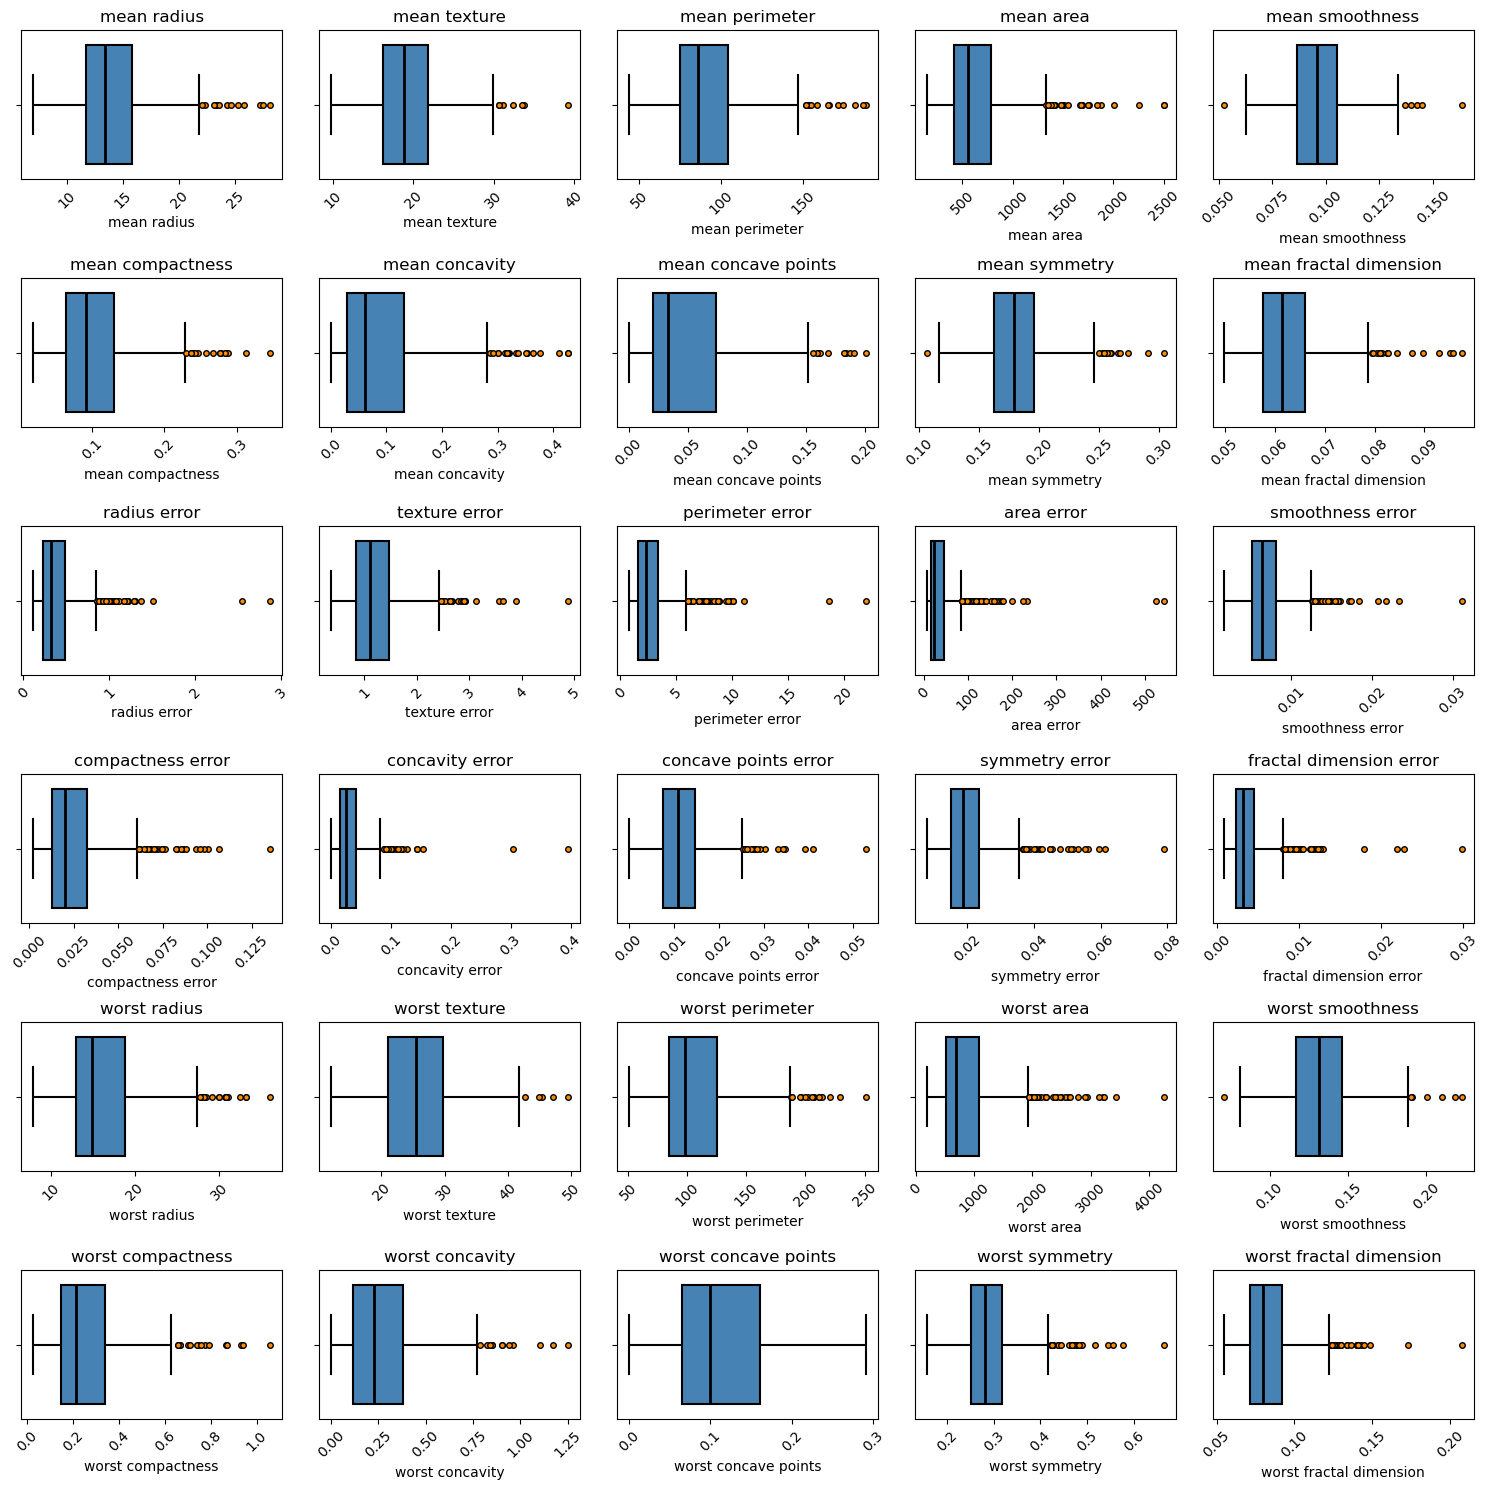 mean radius mean texture mean perimeter mean area mean smoothness
10 15 20 25 10 20 30 40 50 100 150 500 1000 1500 2000 2500 0.050 0.075 0.100 0.125 0.150
mean radius mean texture mean perimeter mean area mean smoothness
mean compactness mean concavity mean concave points mean symmetry mean fractal dimension
0.1 0.2 0.3 0.0 0.1 0.2 0.3 0.4 0.00 0.05 0.10 0.15 0.20 0.10 0.15 0.20 0.25 0.30 0.05 0.06 0.07 0.08 0.09
mean compactness mean concavity mean concave points mean symmetry mean fractal dimension
radius error texture error perimeter error area error smoothness error
0 1 2 3 1 2 3 4 5 0 5 10 15 20 0 100 200 300 400 500 0.01 0.02 0.03
radius error texture error perimeter error area error smoothness error
compactness error concavity error concave points error symmetry error fractal dimension error
0.000 0.025 0.050 0.075 0.100 0.125 0.0 0.1 0.2 0.3 0.4 0.00 0.01 0.02 0.03 0.04 0.05 0.02 0.04 0.06 0.08 0.00 0.01 0.02 0.03
compactness error concavity error concave points error symmetry error fractal dimension error
worst radius worst texture worst perimeter worst area worst smoothness
10 20 30 20 30 40 50 50 100 150 200 250 0 1000 2000 3000 4000 0.10 0.15 0.20
worst radius worst texture worst perimeter worst area worst smoothness
worst compactness worst concavity worst concave points worst symmetry worst fractal dimension
0.0 0.2 0.4 0.6 0.8 1.0 0.00 0.25 0.50 0.75 1.00 1.25 0.0 0.1 0.2 0.3 0.2 0.3 0.4 0.5 0.6 0.05 0.10 0.15 0.20
worst compactness worst concavity worst concave points worst symmetry worst fractal dimension